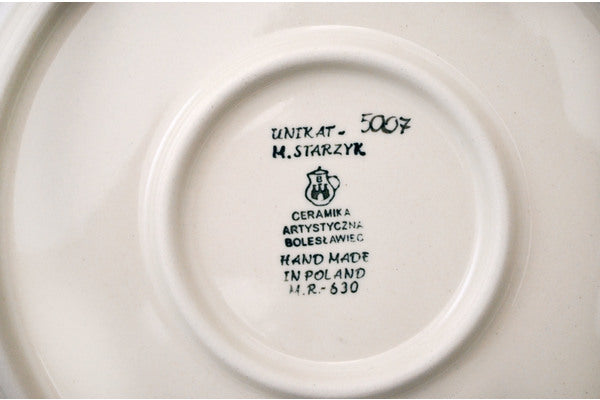 UNIKAT- 5007
M. STARZYK
B
CERAMIKA
ARTYSTYCZNA
BOLESŁAWIEC
HAND MADE
IN POLAND
M.R.-630